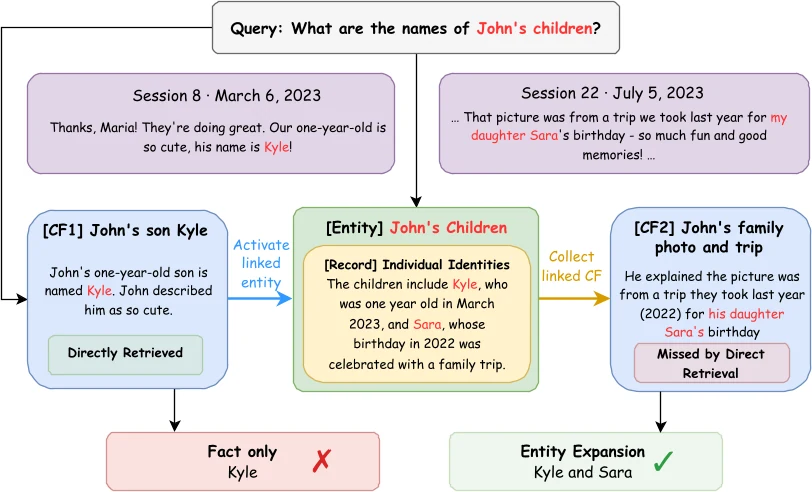 Query: What are the names of John's children?
Session 8 · March 6, 2023
Thanks, Maria! They're doing great. Our one-year-old is
so cute, his name is Kyle!
Session 22 · July 5, 2023
... That picture was from a trip we took last year for my
daughter Sara's birthday - so much fun and good
memories! ...
[CF1] John's son Kyle
John's one-year-old son is
named Kyle. John described
him as so cute.
Directly Retrieved
Activate
linked
entity
[Entity] John's Children
[Record] Individual Identities
The children include Kyle, who
was one year old in March
2023, and Sara, whose
birthday in 2022 was
celebrated with a family trip.
Collect
linked CF
[CF2] John's family
photo and trip
He explained the picture was
from a trip they took last year
(2022) for his daughter
Sara's birthday
Missed by Direct
Retrieval
Fact only
Kyle
✗
Entity Expansion
Kyle and Sara
✓